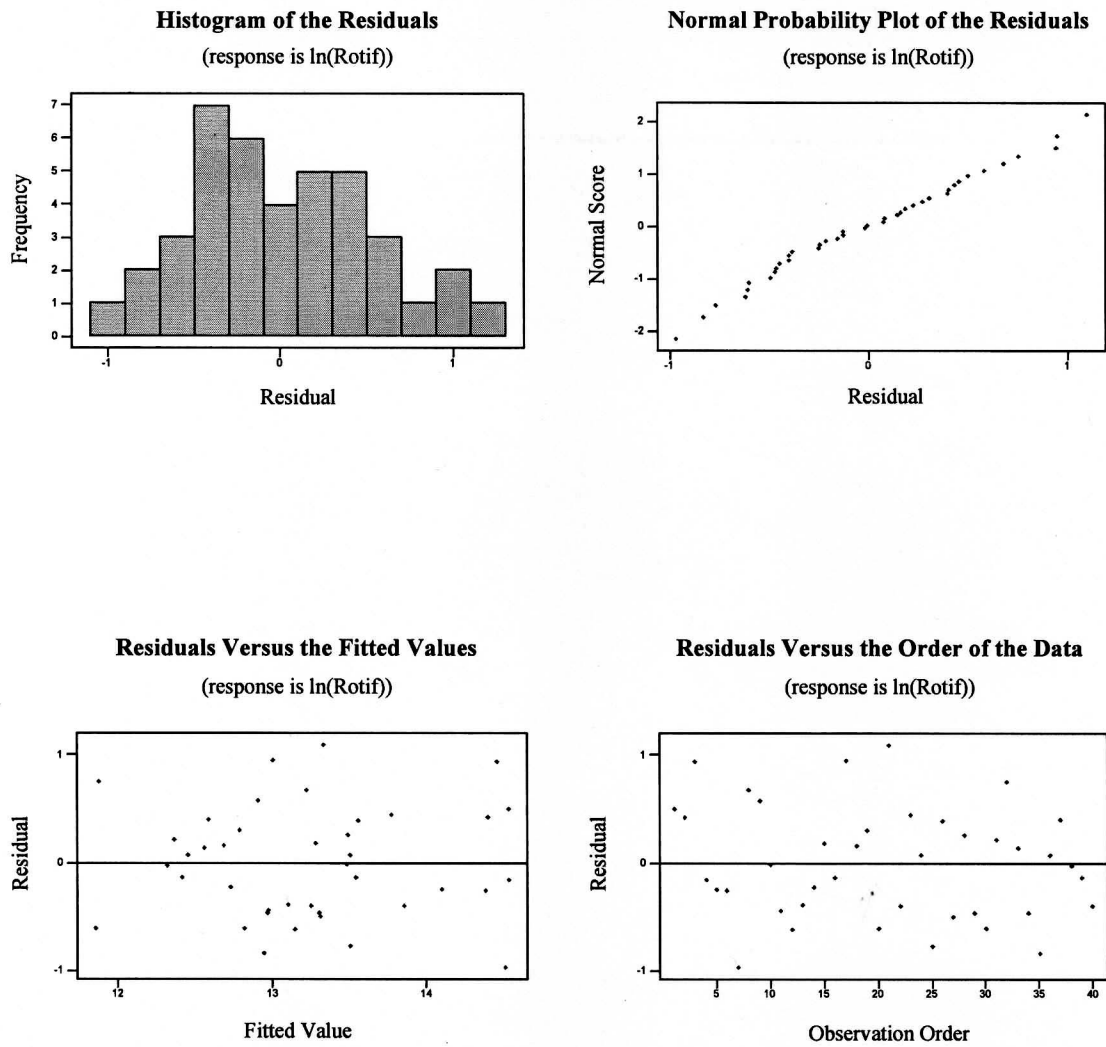 Histogram of the Residuals
(response is ln(Rotif))
7
6
5
4
3
2
1
0
Frequency
-1 0 1
Residual
Normal Probability Plot of the Residuals
(response is ln(Rotif))
2
1
0
-1
-2
Normal Score
-1 0 1
Residual
Residuals Versus the Fitted Values
(response is ln(Rotif))
1
0
-1
Residual
12 13 14
Fitted Value
Residuals Versus the Order of the Data
(response is ln(Rotif))
1
0
-1
Residual
5 10 15 20 25 30 35 40
Observation Order